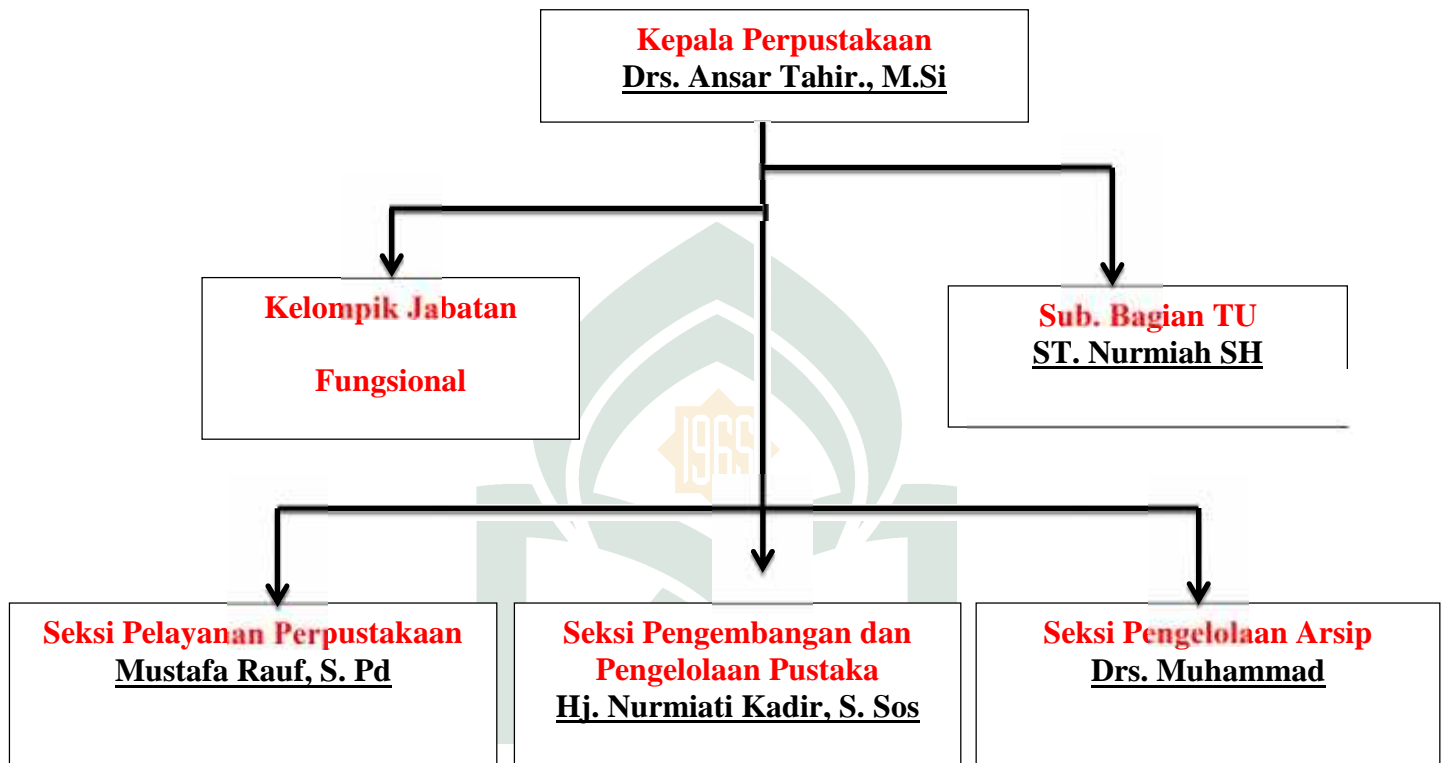 Kepala Perpustakaan
Drs. Ansar Tahir., M.Si
Kelompik Jabatan
Fungsional
Sub. Bagian TU
ST. Nurmiah SH
1965
Seksi Pelayanan Perpustakaan
Mustafa Rauf, S. Pd
Seksi Pengembangan dan
Pengelolaan Pustaka
Hj. Nurmiati Kadir, S. Sos
Seksi Pengelolaan Arsip
Drs. Muhammad